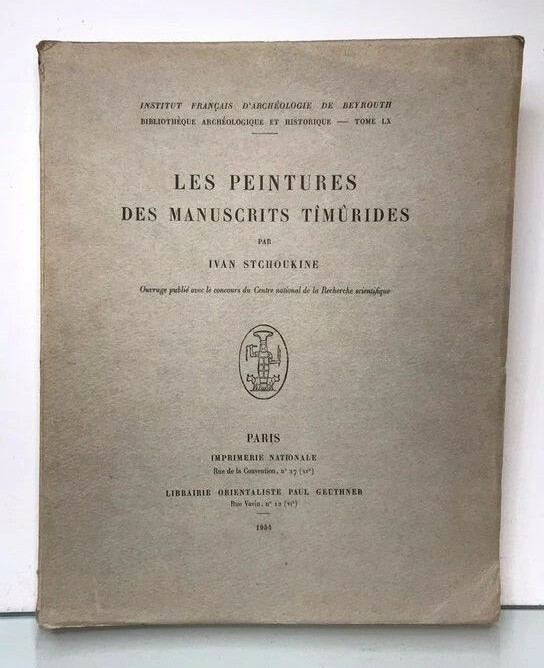 INSTITUT FRANÇAIS D'ARCHÉOLOGIE DE BEYROUTH
BIBLIOTHÈQUE ARCHÉOLOGIQUE ET HISTORIQUE — TOME LX
LES PEINTURES
DES MANUSCRITS TÎMÛRIDES
PAR
IVAN STCHOUKINE
Ouvrage publié avec le concours du Centre national de la Recherche scientifique
PARIS
IMPRIMERIE NATIONALE
Rue de la Convention, n° 27 (xve)
LIBRAIRIE ORIENTALISTE PAUL GEUTHNER
Rue Vavin, n° 12 (vie)
1954